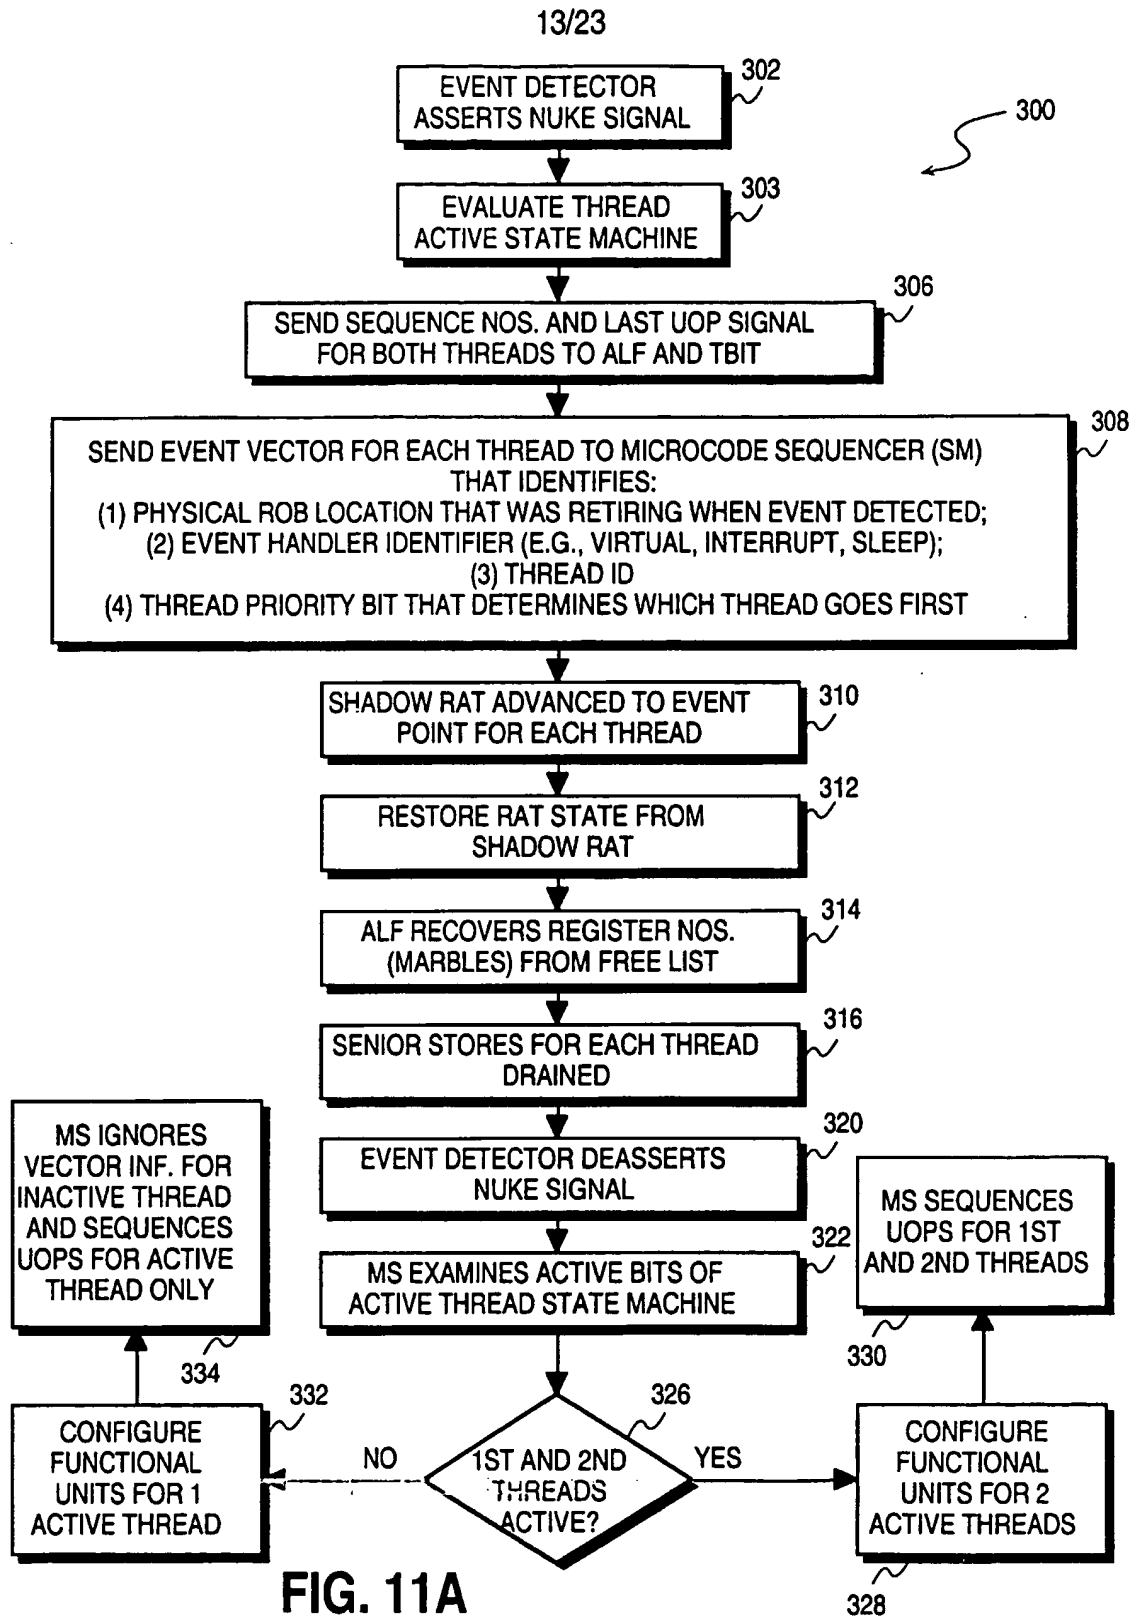 13/23
EVENT DETECTOR
ASSERTS NUKE SIGNAL
302
300
EVALUATE THREAD
ACTIVE STATE MACHINE
303
SEND SEQUENCE NOS. AND LAST UOP SIGNAL
FOR BOTH THREADS TO ALF AND TBIT
306
SEND EVENT VECTOR FOR EACH THREAD TO MICROCODE SEQUENCER (SM)
THAT IDENTIFIES:
(1) PHYSICAL ROB LOCATION THAT WAS RETIRING WHEN EVENT DETECTED;
(2) EVENT HANDLER IDENTIFIER (E.G., VIRTUAL, INTERRUPT, SLEEP);
(3) THREAD ID
(4) THREAD PRIORITY BIT THAT DETERMINES WHICH THREAD GOES FIRST
308
SHADOW RAT ADVANCED TO EVENT
POINT FOR EACH THREAD
310
RESTORE RAT STATE FROM
SHADOW RAT
312
ALF RECOVERS REGISTER NOS.
(MARBLES) FROM FREE LIST
314
SENIOR STORES FOR EACH THREAD
DRAINED
316
EVENT DETECTOR DEASSERTS
NUKE SIGNAL
320
MS EXAMINES ACTIVE BITS OF
ACTIVE THREAD STATE MACHINE
322
1ST AND 2ND
THREADS
ACTIVE?
326
NO
YES
CONFIGURE
FUNCTIONAL
UNITS FOR 1
ACTIVE THREAD
332
MS IGNORES
VECTOR INF. FOR
INACTIVE THREAD
AND SEQUENCES
UOPS FOR ACTIVE
THREAD ONLY
334
CONFIGURE
FUNCTIONAL
UNITS FOR 2
ACTIVE THREADS
328
MS SEQUENCES
UOPS FOR 1ST
AND 2ND THREADS
330
FIG. 11A